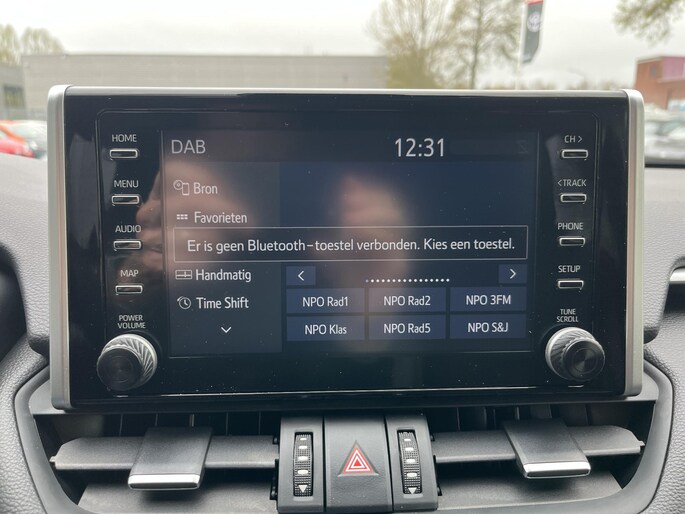 HOME
MENU
AUDIO
MAP
POWER
VOLUME
DAB
12:31
Bron
Favorieten
Er is geen Bluetooth-toestel verbonden. Kies een toestel.
Handmatig
Time Shift
NPO Rad1
NPO Rad2
NPO 3FM
NPO Klas
NPO Rad5
NPO S&J
CH >
< TRACK
PHONE
SETUP
TUNE
SCROLL